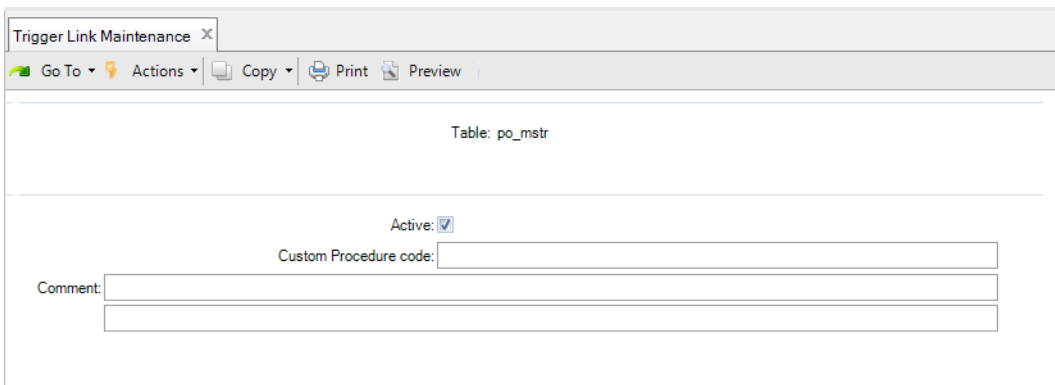 Trigger Link Maintenance X
Go To Actions Copy Print Preview
Table: po_mstr
Active:
Custom Procedure code:
Comment: